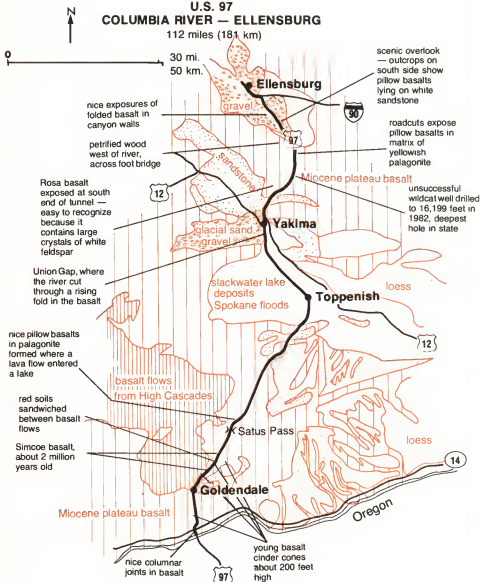 U.S. 97
COLUMBIA RIVER — ELLENSBURG
112 miles (181 km)
N
0
30 mi.
50 km.
scenic overlook
— outcrops on
south side show
pillow basalts
lying on white
sandstone
Ellensburg
gravel
90
nice exposures of
folded basalt in
canyon walls
97
roadcuts expose
pillow basalts in
matrix of
yellowish
palagonite
petrified wood
west of river,
across foot bridge
sandstone
Miocene plateau basalt
12
Rosa basalt
exposed at south
end of tunnel —
easy to recognize
because it
contains large
crystals of white
feldspar
unsuccessful
wildcat well drilled
to 16,199 feet in
1982, deepest
hole in state
Yakima
glacial sand,
gravel
Union Gap, where
the river cut
through a rising
fold in the basalt
slackwater lake
deposits
Spokane floods
loess
Toppenish
12
nice pillow basalts
in palagonite
formed where a
lava flow entered
a lake
basalt flows
from High Cascades
red soils
sandwiched
between basalt
flows
Satus Pass
loess
Simcoe basalt,
about 2 million
years old
14
Goldendale
Miocene plateau basalt
Oregon
nice columnar
joints in basalt
97
young basalt
cinder cones
about 200 feet
high